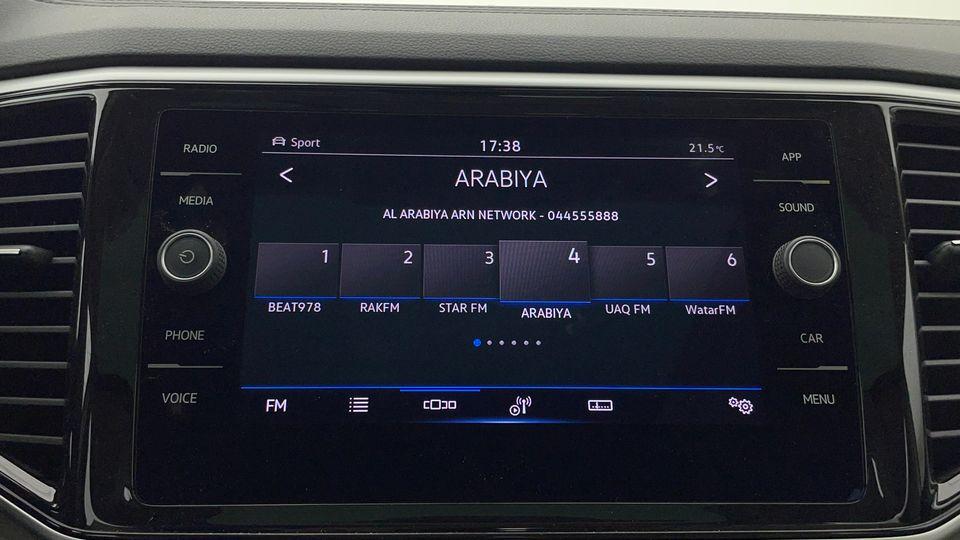 RADIO
MEDIA
PHONE
VOICE
Sport 17:38 21.5°C
< ARABIYA >
AL ARABIYA ARN NETWORK - 044555888
1 2 3 4 5 6
BEAT978 RAKFM STAR FM ARABIYA UAQ FM WatarFM
FM
APP
SOUND
CAR
MENU